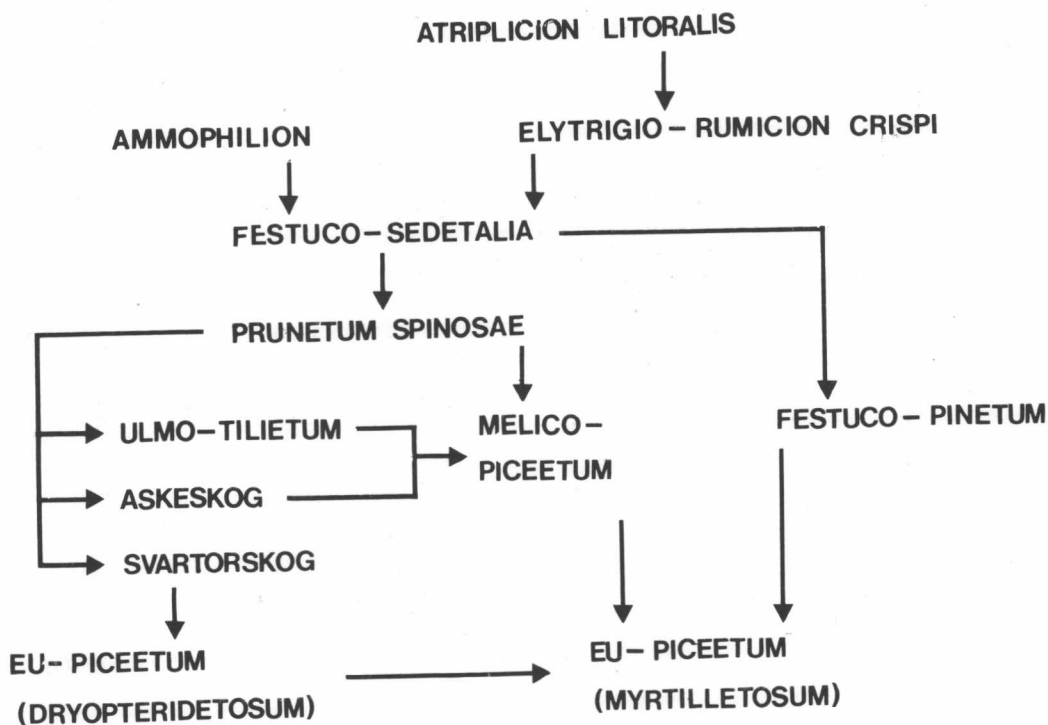 ATRIPLICION LITORALIS
AMMOPHILION
ELYTRIGIO – RUMICION CRISPI
FESTUCO – SEDETALIA
PRUNETUM SPINOSAE
ULMO – TILIETUM
MELICO –
PICEETUM
FESTUCO – PINETUM
ASKESKOG
SVARTORSKOG
EU – PICEETUM
(DRYOPTERIDETOSUM)
EU – PICEETUM
(MYRTILLETOSUM)